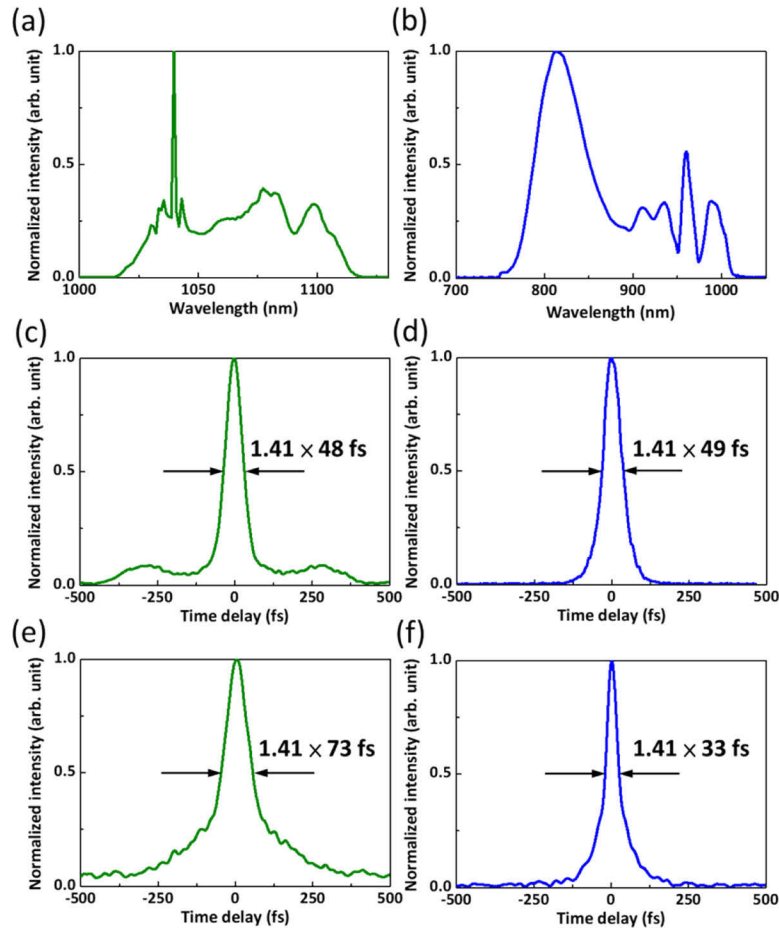 (a)
Normalized intensity (arb. unit)
1.0
0.5
0.0
1000 1050 1100
Wavelength (nm)
(b)
Normalized intensity (arb. unit)
1.0
0.5
0.0
700 800 900 1000
Wavelength (nm)
(c)
Normalized intensity (arb. unit)
1.0
0.5
0.0
1.41 × 48 fs
-500 -250 0 250 500
Time delay (fs)
(d)
Normalized intensity (arb. unit)
1.0
0.5
0.0
1.41 × 49 fs
-500 -250 0 250 500
Time delay (fs)
(e)
Normalized intensity (arb. unit)
1.0
0.5
0.0
1.41 × 73 fs
-500 -250 0 250 500
Time delay (fs)
(f)
Normalized intensity (arb. unit)
1.0
0.5
0.0
1.41 × 33 fs
-500 -250 0 250 500
Time delay (fs)